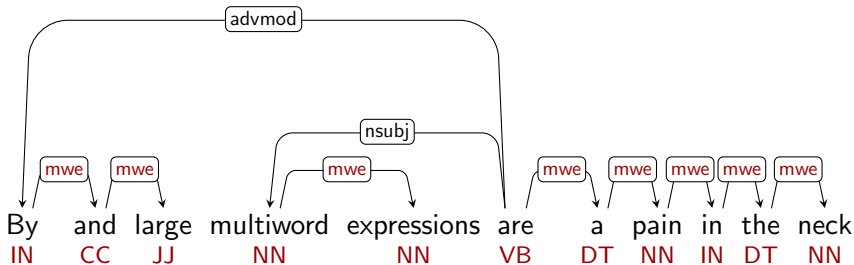 advmod
nsubj
mwe mwe mwe mwe mwe mwe mwe mwe
By and large multiword expressions are a pain in the neck
IN CC JJ NN NN VB DT NN IN DT NN